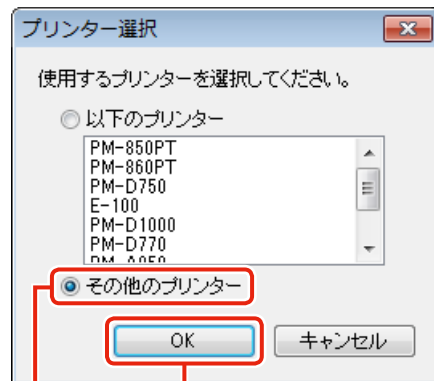 プリンター選択
使用するプリンターを選択してください。
以下のプリンター
PM-850PT
PM-860PT
PM-D750
E-100
PM-D1000
PM-D770
その他のプリンター
OK
キャンセル